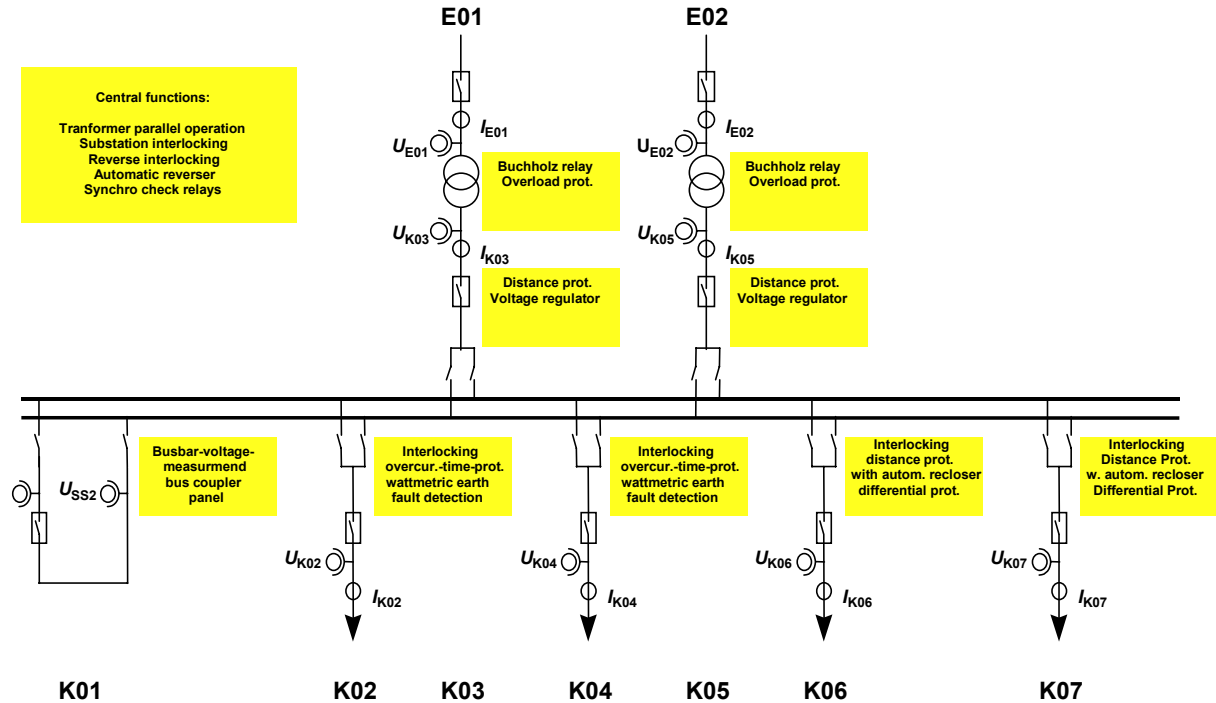 E01
E02
Central functions:
Tranformer parallel operation
Substation interlocking
Reverse interlocking
Automatic reverser
Synchro check relays
IE01
UE01
IE02
UE02
Buchholz relay
Overload prot.
Buchholz relay
Overload prot.
UK03
IK03
UK05
IK05
Distance prot.
Voltage regulator
Distance prot.
Voltage regulator
Busbar-voltage-
measurmend
bus coupler
panel
Interlocking
overcur.-time-prot.
wattmetric earth
fault detection
Interlocking
overcur.-time-prot.
wattmetric earth
fault detection
Interlocking
distance prot.
with autom. recloser
differential prot.
Interlocking
Distance Prot.
w. autom. recloser
Differential Prot.
USS2
UK02
UK04
UK06
UK07
IK02
IK04
IK06
IK07
K01
K02
K03
K04
K05
K06
K07